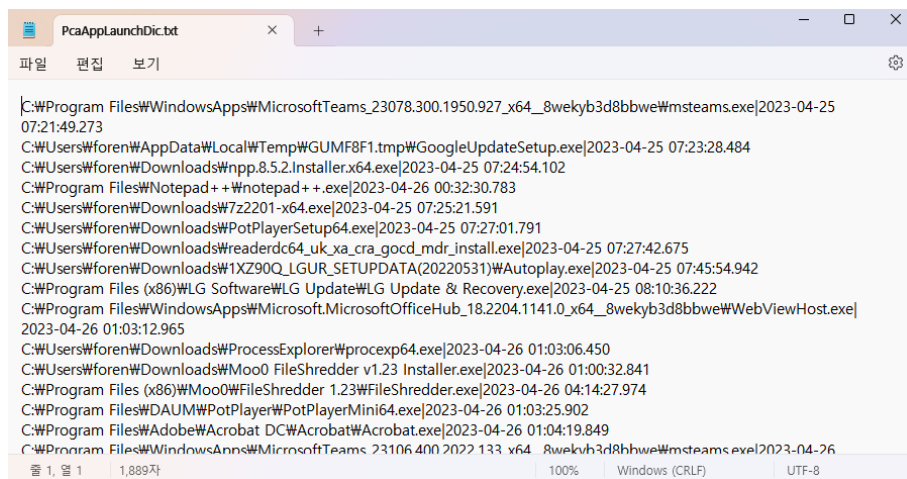 PcaAppLaunchDic.txt × +
파일 편집 보기
C:₩Program Files₩WindowsApps₩MicrosoftTeams_23078.300.1950.927_x64__8wekyb3d8bbwe₩msteams.exe|2023-04-25
07:21:49.273
C:₩Users₩foren₩AppData₩Local₩Temp₩GUMF8F1.tmp₩GoogleUpdateSetup.exe|2023-04-25 07:23:28.484
C:₩Users₩foren₩Downloads₩npp.8.5.2.Installer.x64.exe|2023-04-25 07:24:54.102
C:₩Program Files₩Notepad++₩notepad++.exe|2023-04-26 00:32:30.783
C:₩Users₩foren₩Downloads₩7z2201-x64.exe|2023-04-25 07:25:21.591
C:₩Users₩foren₩Downloads₩PotPlayerSetup64.exe|2023-04-25 07:27:01.791
C:₩Users₩foren₩Downloads₩readerdc64_uk_xa_cra_gocd_mdr_install.exe|2023-04-25 07:27:42.675
C:₩Users₩foren₩Downloads₩1XZ90Q_LGUR_SETUPDATA(20220531)₩Autoplay.exe|2023-04-25 07:45:54.942
C:₩Program Files (x86)₩LG Software₩LG Update₩LG Update & Recovery.exe|2023-04-25 08:10:36.222
C:₩Program Files₩WindowsApps₩Microsoft.MicrosoftOfficeHub_18.2204.1141.0_x64__8wekyb3d8bbwe₩WebViewHost.exe|
2023-04-26 01:03:12.965
C:₩Users₩foren₩Downloads₩ProcessExplorer₩procexp64.exe|2023-04-26 01:03:06.450
C:₩Users₩foren₩Downloads₩Moo0 FileShredder v1.23 Installer.exe|2023-04-26 01:00:32.841
C:₩Program Files (x86)₩Moo0₩FileShredder 1.23₩FileShredder.exe|2023-04-26 04:14:27.974
C:₩Program Files₩DAUM₩PotPlayer₩PotPlayerMini64.exe|2023-04-26 01:03:25.902
C:₩Program Files₩Adobe₩Acrobat DC₩Acrobat₩Acrobat.exe|2023-04-26 01:04:19.849
C:₩Program Files₩WindowsApps₩MicrosoftTeams_23106.400.2022.133_x64__8wekyb3d8bbwe₩msteams.exe|2023-04-26
줄 1, 열 1 1,889자 100% Windows (CRLF) UTF-8